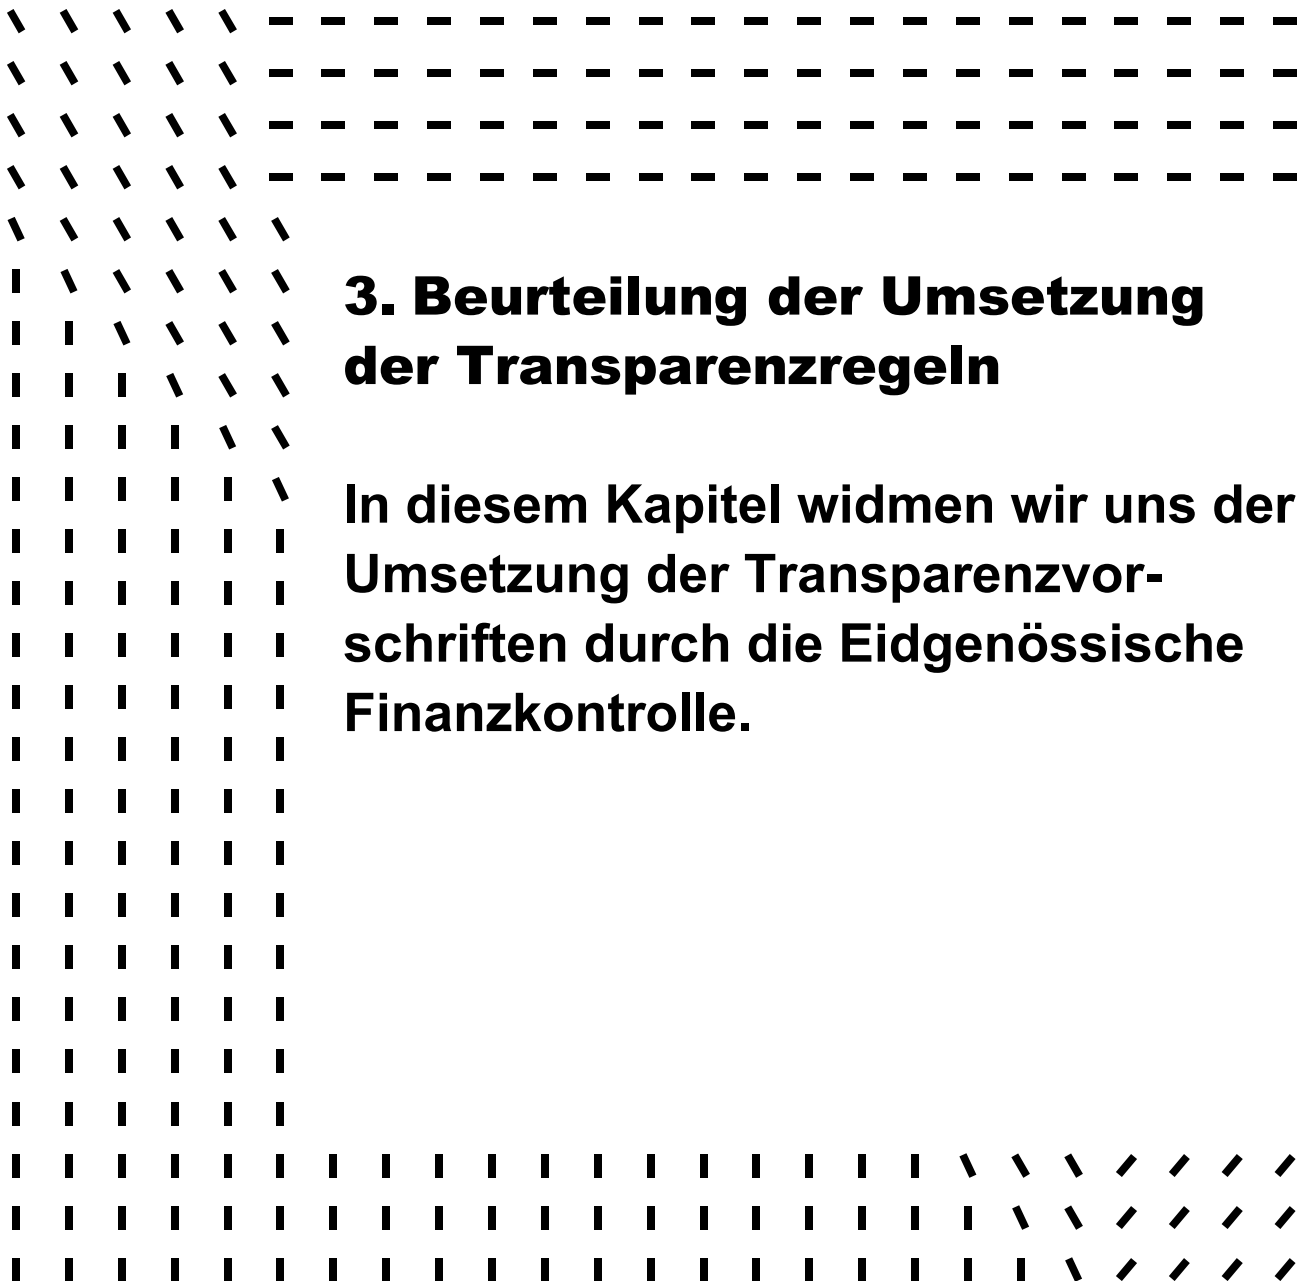 3. Beurteilung der Umsetzung
der Transparenzregeln
In diesem Kapitel widmen wir uns der
Umsetzung der Transparenzvor-
schriften durch die Eidgenössische
Finanzkontrolle.